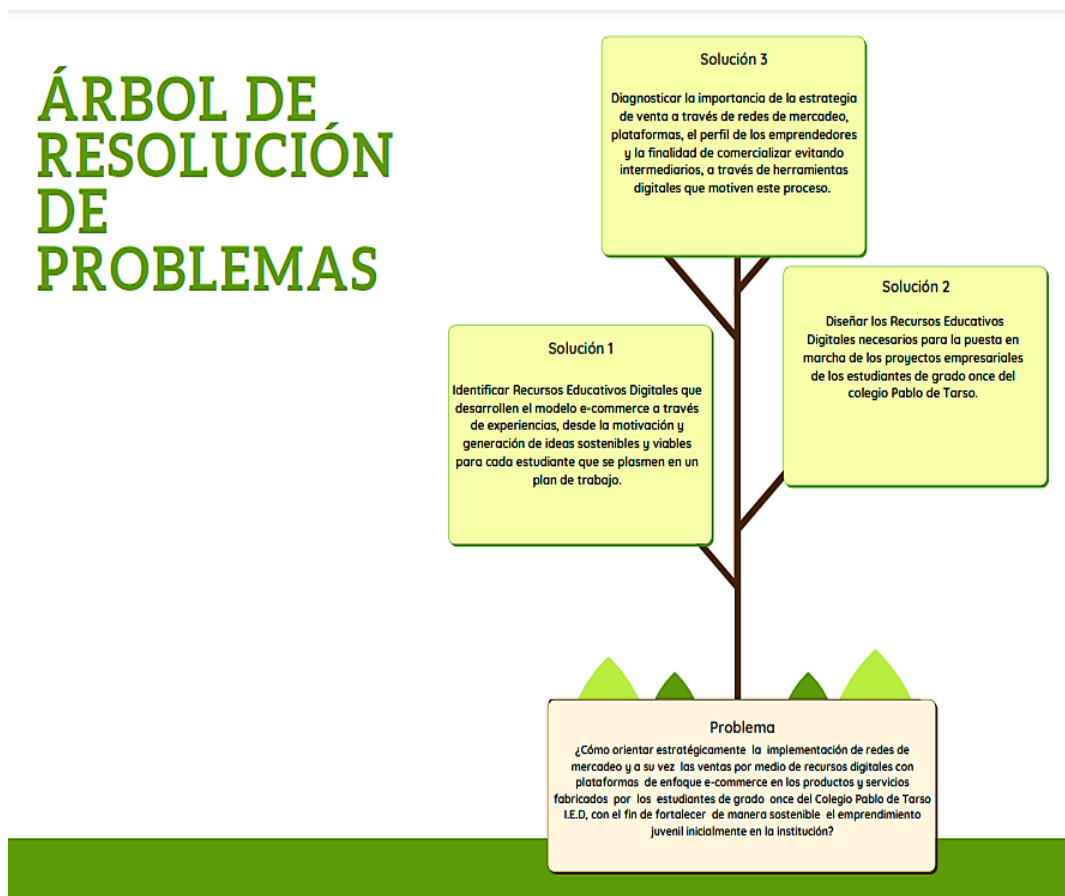 ÁRBOL DE
RESOLUCIÓN
DE
PROBLEMAS
Solución 3
Diagnosticar la importancia de la estrategia
de venta a través de redes de mercadeo,
plataformas, el perfil de los emprendedores
y la finalidad de comercializar evitando
intermediarios, a través de herramientas
digitales que motiven este proceso.
Solución 2
Diseñar los Recursos Educativos
Digitales necesarios para la puesta en
marcha de los proyectos empresariales
de los estudiantes de grado once del
colegio Pablo de Tarso.
Solución 1
Identificar Recursos Educativos Digitales que
desarrollen el modelo e-commerce a través
de experiencias, desde la motivación y
generación de ideas sostenibles y viables
para cada estudiante que se plasmen en un
plan de trabajo.
Problema
¿Cómo orientar estratégicamente la implementación de redes de
mercadeo y a su vez las ventas por medio de recursos digitales con
plataformas de enfoque e-commerce en los productos y servicios
fabricados por los estudiantes de grado once del Colegio Pablo de Tarso
I.E.D, con el fin de fortalecer de manera sostenible el emprendimiento
juvenil inicialmente en la institución?